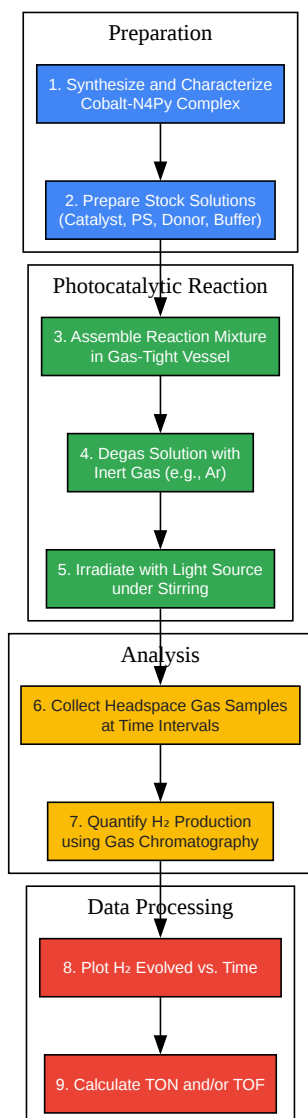 Preparation
1. Synthesize and Characterize
Cobalt-N4Py Complex
2. Prepare Stock Solutions
(Catalyst, PS, Donor, Buffer)
Photocatalytic Reaction
3. Assemble Reaction Mixture
in Gas-Tight Vessel
4. Degas Solution with
Inert Gas (e.g., Ar)
5. Irradiate with Light Source
under Stirring
Analysis
6. Collect Headspace Gas Samples
at Time Intervals
7. Quantify H₂ Production
using Gas Chromatography
Data Processing
8. Plot H₂ Evolved vs. Time
9. Calculate TON and/or TOF